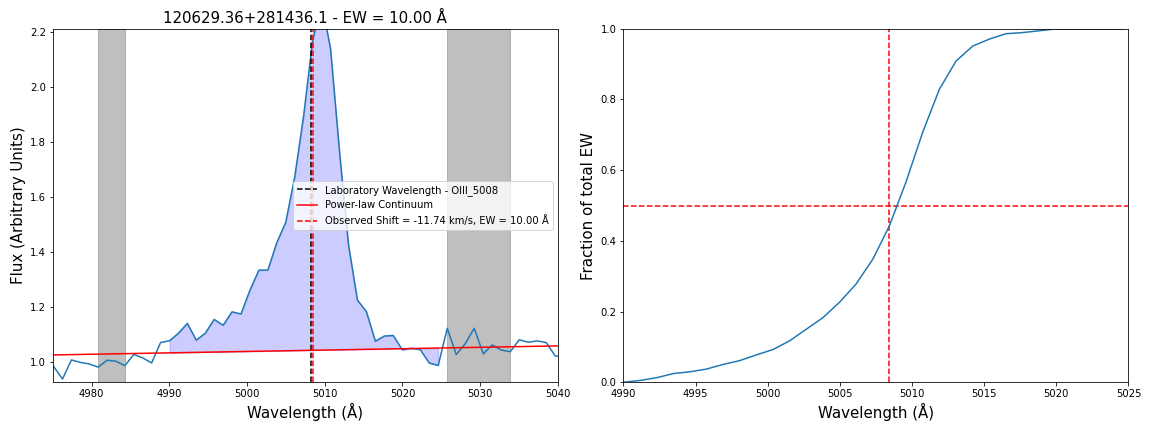 120629.36+281436.1 - EW = 10.00 Å
Flux (Arbitrary Units)
2.2
2.0
1.8
1.6
1.4
1.2
1.0
Laboratory Wavelength - OIII_5008
Power-law Continuum
Observed Shift = -11.74 km/s, EW = 10.00 Å
4980 4990 5000 5010 5020 5030 5040
Wavelength (Å)
Fraction of total EW
1.0
0.8
0.6
0.4
0.2
0.0
4990 4995 5000 5005 5010 5015 5020 5025
Wavelength (Å)